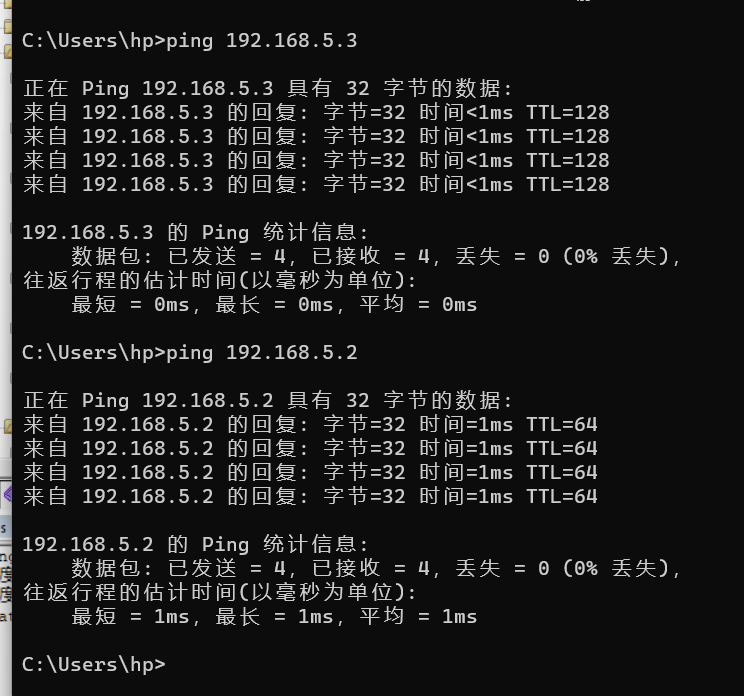 C:\Users\hp>ping 192.168.5.3
正在 Ping 192.168.5.3 具有 32 字节的数据:
来自 192.168.5.3 的回复: 字节=32 时间<1ms TTL=128
来自 192.168.5.3 的回复: 字节=32 时间<1ms TTL=128
来自 192.168.5.3 的回复: 字节=32 时间<1ms TTL=128
来自 192.168.5.3 的回复: 字节=32 时间<1ms TTL=128
192.168.5.3 的 Ping 统计信息:
数据包: 已发送 = 4, 已接收 = 4, 丢失 = 0 (0% 丢失),
往返行程的估计时间(以毫秒为单位):
最短 = 0ms, 最长 = 0ms, 平均 = 0ms
C:\Users\hp>ping 192.168.5.2
正在 Ping 192.168.5.2 具有 32 字节的数据:
来自 192.168.5.2 的回复: 字节=32 时间=1ms TTL=64
来自 192.168.5.2 的回复: 字节=32 时间=1ms TTL=64
来自 192.168.5.2 的回复: 字节=32 时间=1ms TTL=64
来自 192.168.5.2 的回复: 字节=32 时间=1ms TTL=64
192.168.5.2 的 Ping 统计信息:
数据包: 已发送 = 4, 已接收 = 4, 丢失 = 0 (0% 丢失),
往返行程的估计时间(以毫秒为单位):
最短 = 1ms, 最长 = 1ms, 平均 = 1ms
C:\Users\hp>